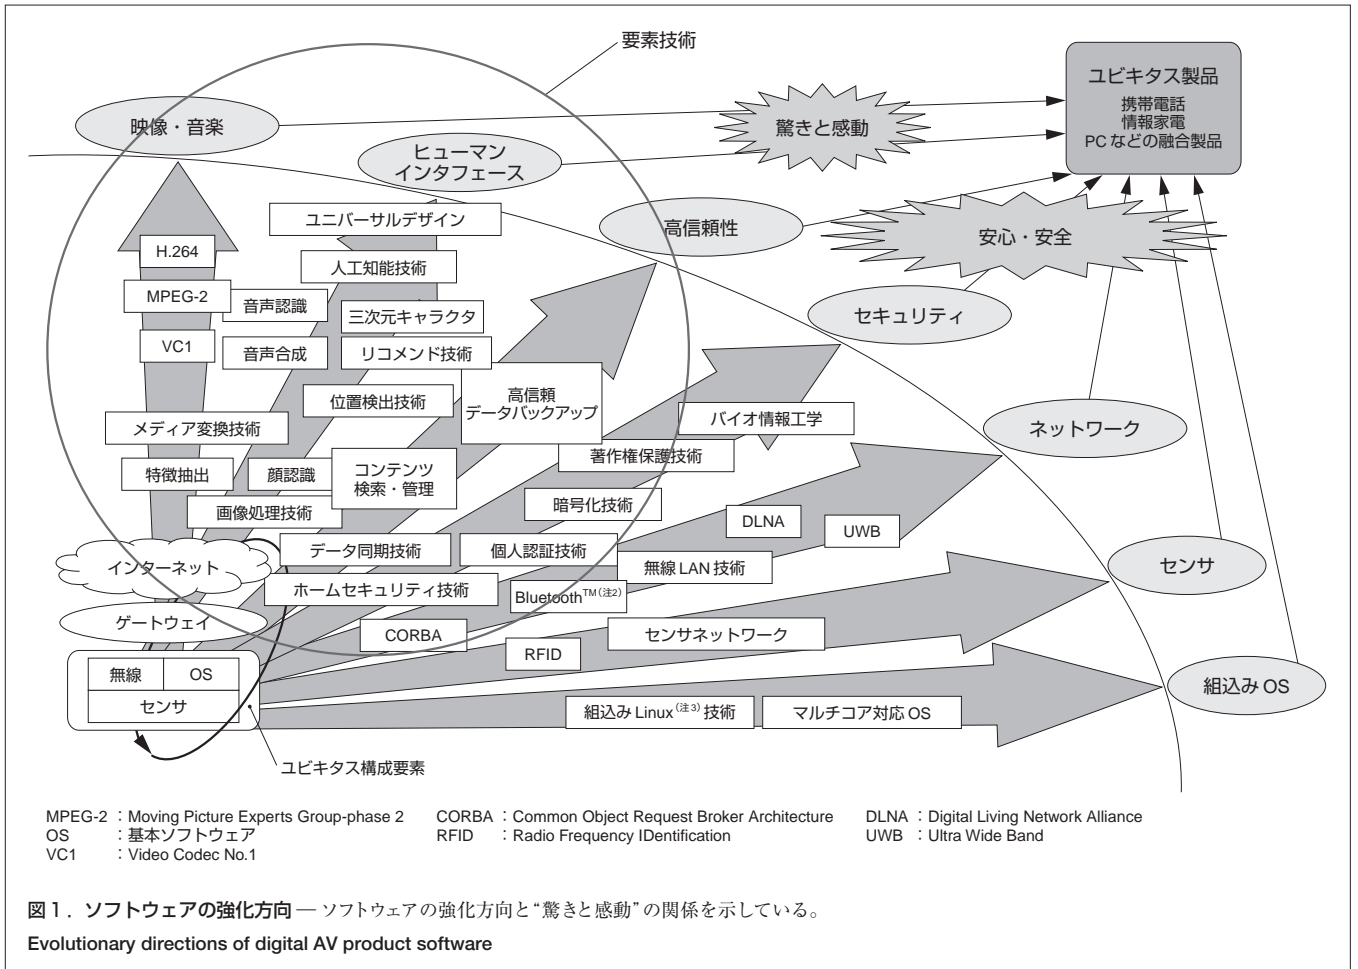 要素技術
ユビキタス製品
携帯電話
情報家電
PCなどの融合製品
映像・音楽
驚きと感動
ヒューマン
インタフェース
ユニバーサルデザイン
高信頼性
安心・安全
H.264
人工知能技術
MPEG-2
音声認識
三次元キャラクタ
セキュリティ
VC1
音声合成
リコメンド技術
位置検出技術
高信頼
データバックアップ
バイオ情報工学
ネットワーク
メディア変換技術
著作権保護技術
特徴抽出
顔認識
コンテンツ
検索・管理
画像処理技術
暗号化技術
DLNA
UWB
データ同期技術
個人認証技術
インターネット
無線LAN技術
センサ
ホームセキュリティ技術
Bluetooth™(注2)
ゲートウェイ
CORBA
センサネットワーク
RFID
無線
OS
センサ
組込みOS
組込みLinux(注3)技術
マルチコア対応OS
ユビキタス構成要素
MPEG-2 :Moving Picture Experts Group-phase 2
CORBA :Common Object Request Broker Architecture
DLNA :Digital Living Network Alliance
OS :基本ソフトウェア
RFID :Radio Frequency IDentification
UWB :Ultra Wide Band
VC1 :Video Codec No.1
図1.ソフトウェアの強化方向 — ソフトウェアの強化方向と“驚きと感動”の関係を示している。
Evolutionary directions of digital AV product software